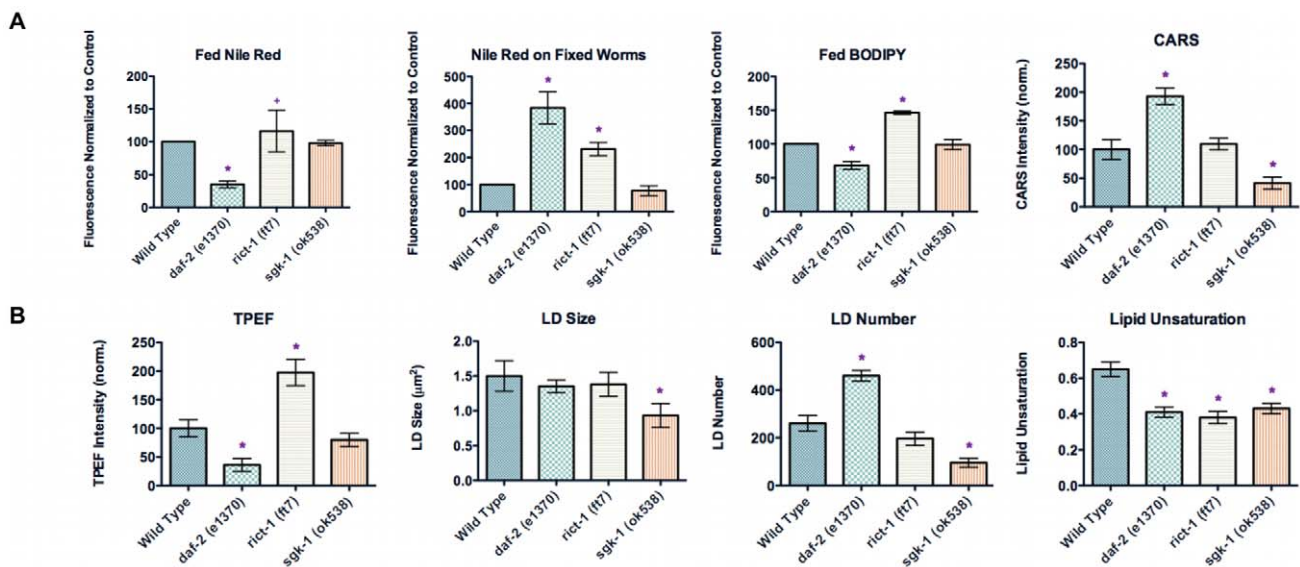 A
Fed Nile Red
Fluorescence Normalized to Control
200
150
100
50
0
Wild Type
daf-2 (e1370)
rict-1 (ft7)
sgk-1 (ok538)
*
+
Nile Red on Fixed Worms
Fluorescence Normalized to Control
500
400
300
200
100
0
Wild Type
daf-2 (e1370)
rict-1 (ft7)
sgk-1 (ok538)
*
*
Fed BODIPY
Fluorescence Normalized to Control
200
150
100
50
0
Wild Type
daf-2 (e1370)
rict-1 (ft7)
sgk-1 (ok538)
*
*
CARS
CARS Intensity (norm.)
250
200
150
100
50
0
Wild Type
daf-2 (e1370)
rict-1 (ft7)
sgk-1 (ok538)
*
*
B
TPEF
TPEF Intensity (norm.)
250
200
150
100
50
0
Wild Type
daf-2 (e1370)
rict-1 (ft7)
sgk-1 (ok538)
*
*
LD Size
LD Size (µm²)
2.0
1.5
1.0
0.5
0.0
Wild Type
daf-2 (e1370)
rict-1 (ft7)
sgk-1 (ok538)
*
LD Number
LD Number
600
400
200
0
Wild Type
daf-2 (e1370)
rict-1 (ft7)
sgk-1 (ok538)
*
*
Lipid Unsaturation
Lipid Unsaturation
0.8
0.6
0.4
0.2
0.0
Wild Type
daf-2 (e1370)
rict-1 (ft7)
sgk-1 (ok538)
*
*
*